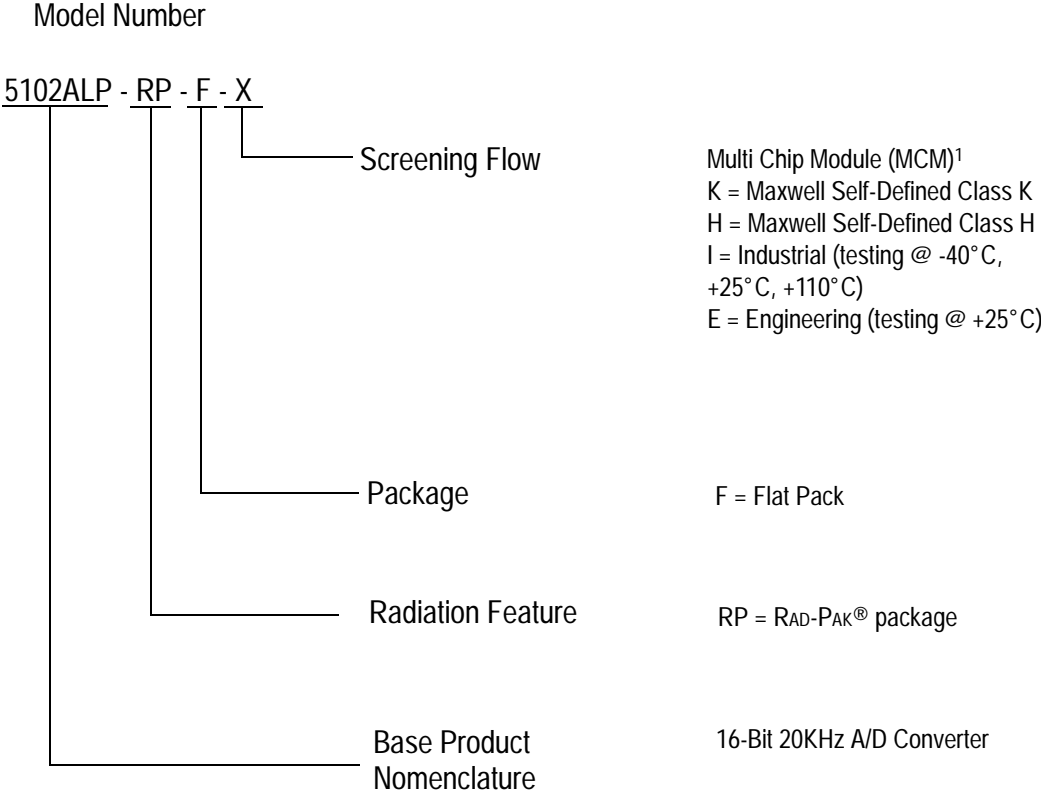 Model Number
5102ALP - RP - F - X
Screening Flow
Multi Chip Module (MCM)1
K = Maxwell Self-Defined Class K
H = Maxwell Self-Defined Class H
I = Industrial (testing @ -40°C,
+25°C, +110°C)
E = Engineering (testing @ +25°C)
Package
F = Flat Pack
Radiation Feature
RP = RAD-PAK® package
Base Product
Nomenclature
16-Bit 20KHz A/D Converter